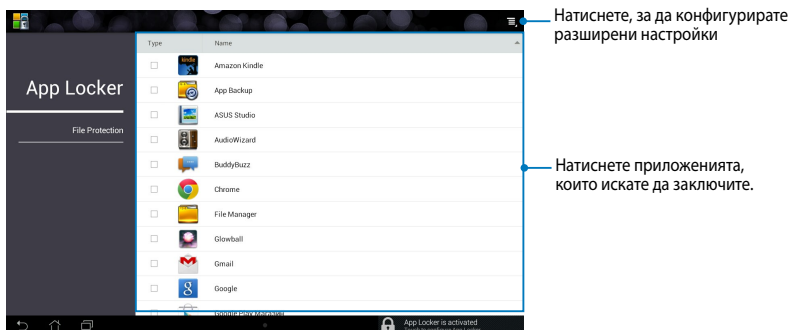 Натиснете, за да конфигурирате
разширени настройки
Type Name
App Locker
File Protection
Amazon Kindle
App Backup
ASUS Studio
AudioWizard
BuddyBuzz
Chrome
File Manager
Glowball
Gmail
Google
Натиснете приложенията,
които искате да заключите.
App Locker is activated